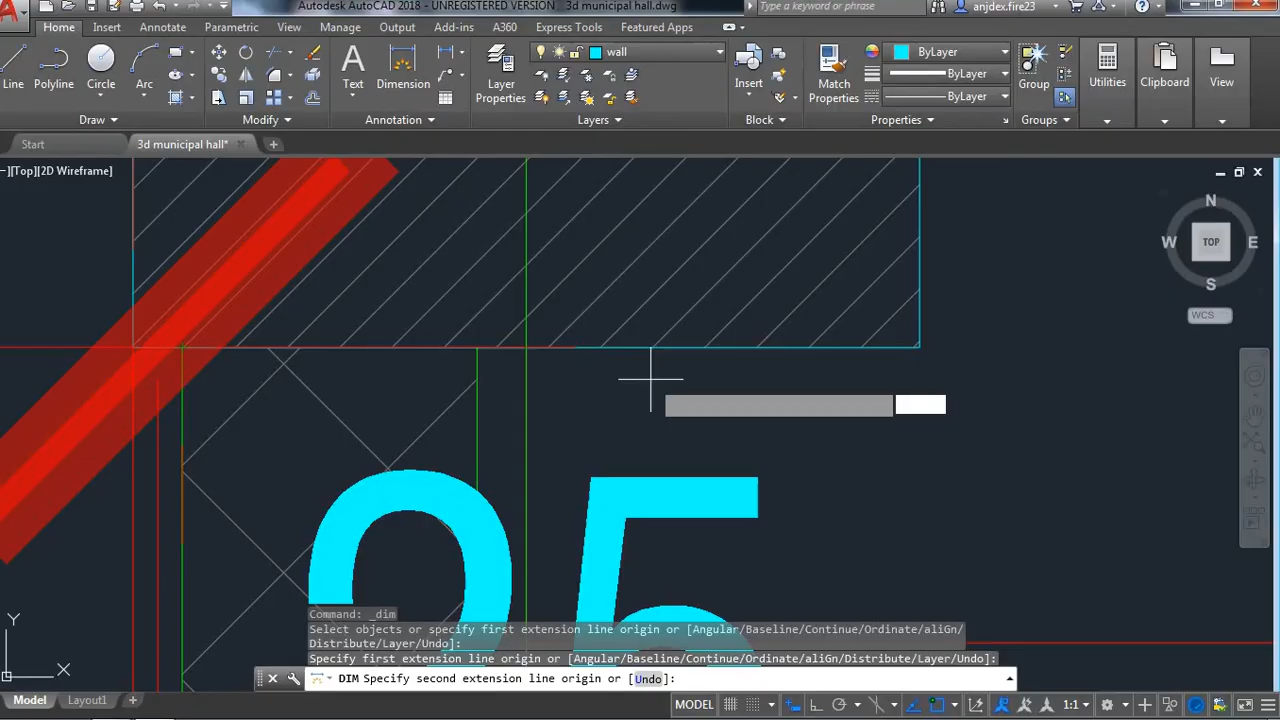 Autodesk AutoCAD 2018 - UNREGISTERED VERSION 3d municipal hall.dwg
Type a keyword or phrase
anjdex.fire23
Home Insert Annotate Parametric View Manage Output Add-ins A360 Express Tools Featured Apps
wall
ByLayer
ByLayer
ByLayer
Line Polyline Circle Arc Text Dimension Layer Properties Insert Match Properties Group Utilities Clipboard View
Draw Modify Annotation Layers Block Properties Groups
Start 3d municipal hall*
−][Top][2D Wireframe]
N
W TOP E
S
WCS
Command: _dim
Select objects or specify first extension line origin or [Angular/Baseline/Continue/Ordinate/aliGn/
Distribute/Layer/Undo]:
Specify first extension line origin or [Angular/Baseline/Continue/Ordinate/aliGn/Distribute/Layer/Undo]:
DIM Specify second extension line origin or [Undo]:
Y
X
Model Layout1
MODEL 1:1